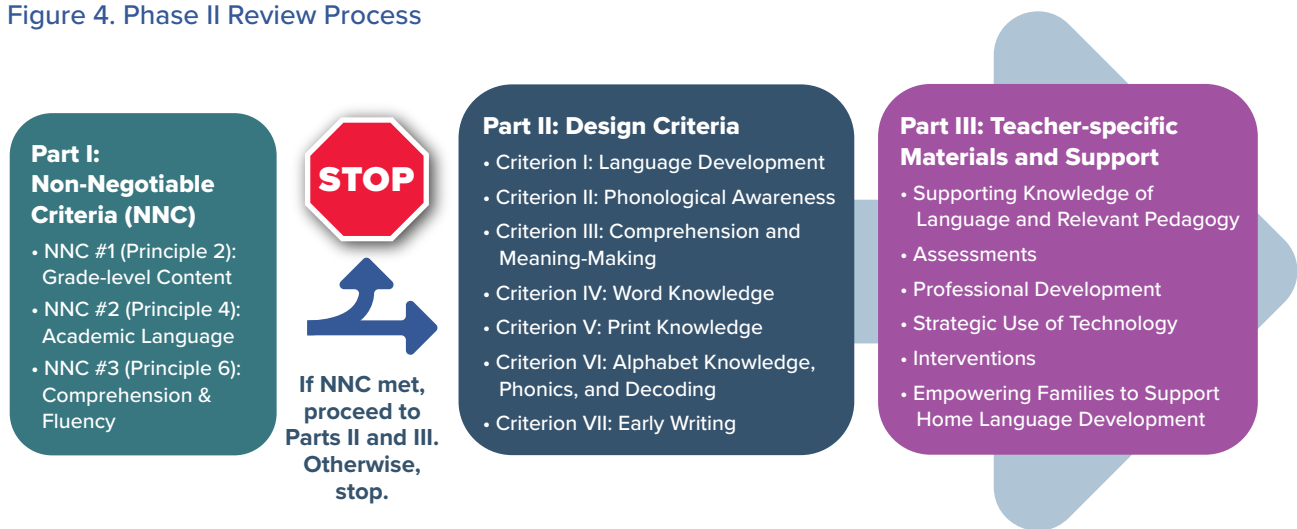 Figure 4. Phase II Review Process
Part I:
Non-Negotiable
Criteria (NNC)
• NNC #1 (Principle 2):
Grade-level Content
• NNC #2 (Principle 4):
Academic Language
• NNC #3 (Principle 6):
Comprehension &
Fluency
STOP
If NNC met,
proceed to
Parts II and III.
Otherwise,
stop.
Part II: Design Criteria
• Criterion I: Language Development
• Criterion II: Phonological Awareness
• Criterion III: Comprehension and
Meaning-Making
• Criterion IV: Word Knowledge
• Criterion V: Print Knowledge
• Criterion VI: Alphabet Knowledge,
Phonics, and Decoding
• Criterion VII: Early Writing
Part III: Teacher-specific
Materials and Support
• Supporting Knowledge of
Language and Relevant Pedagogy
• Assessments
• Professional Development
• Strategic Use of Technology
• Interventions
• Empowering Families to Support
Home Language Development